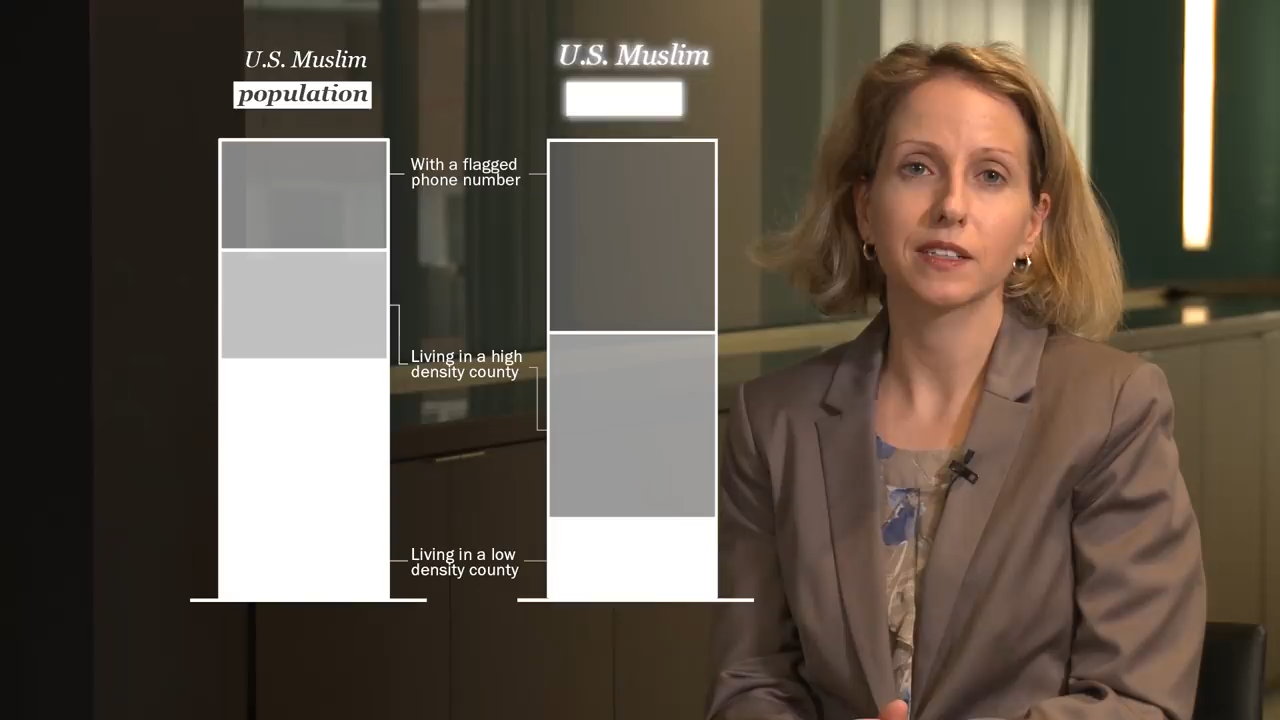 U.S. Muslim
population
U.S. Muslim
With a flagged
phone number
Living in a high
density county
Living in a low
density county